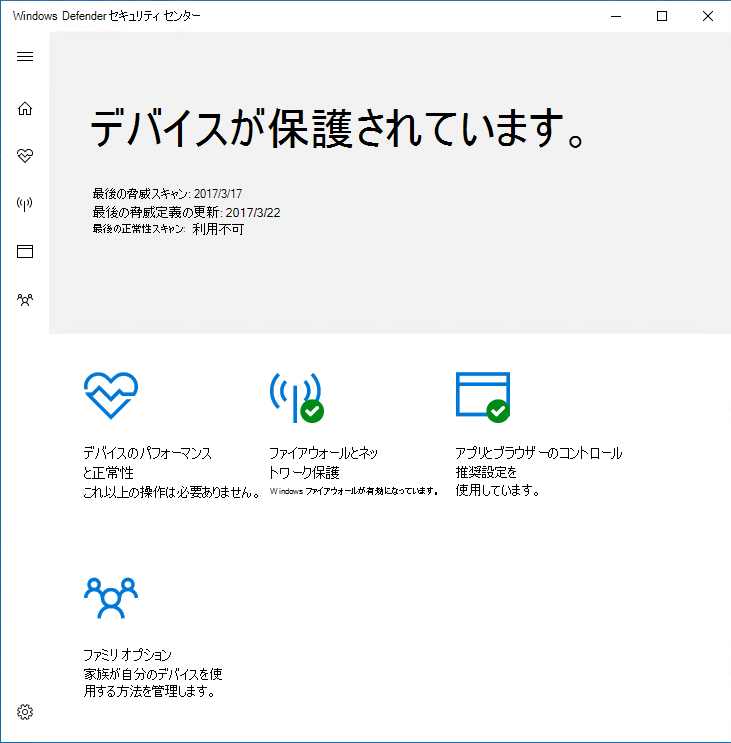 Windows Defender セキュリティ センター
デバイスが保護されています。
最後の脅威スキャン: 2017/3/17
最後の脅威定義の更新: 2017/3/22
最後の正常性スキャン: 利用不可
デバイスのパフォーマンス
と正常性
これ以上の操作は必要ありません。
ファイアウォールとネッ
トワーク保護
Windows ファイアウォールが有効になっています。
アプリとブラウザーのコントロール
推奨設定を
使用しています。
ファミリ オプション
家族が自分のデバイスを使
用する方法を管理します。